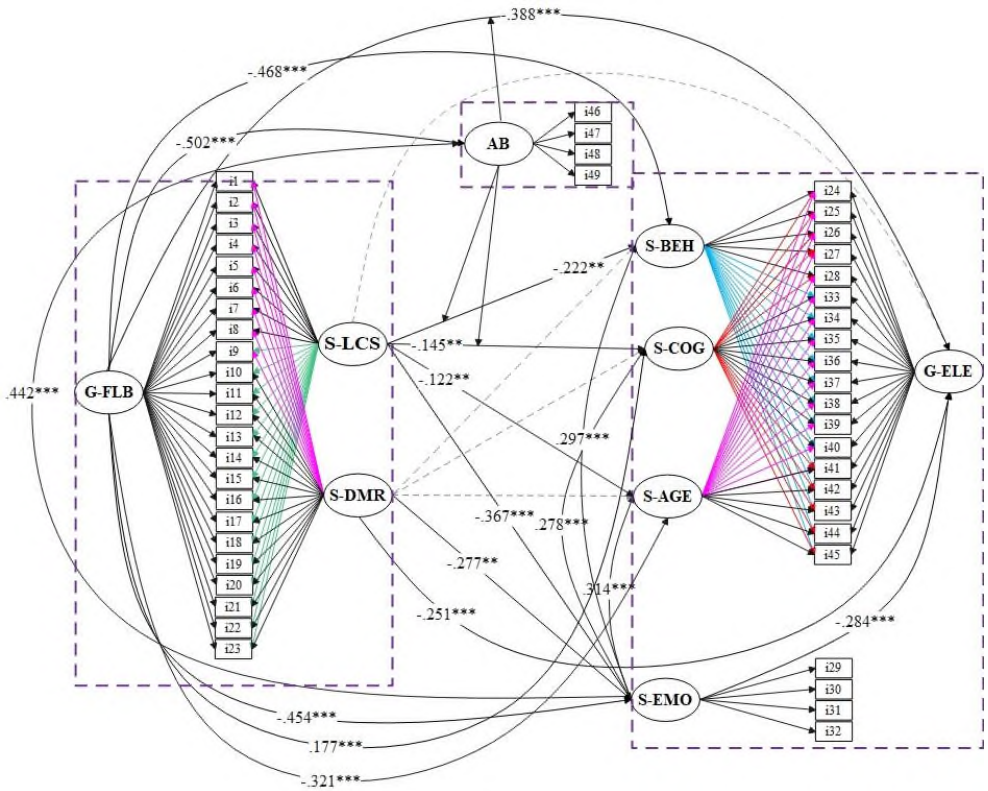 -.388***
-.468***
-.502***
AB
i46
i47
i48
i49
i1
i2
i3
i4
i5
i6
i7
i8
i9
i10
i11
i12
i13
i14
i15
i16
i17
i18
i19
i20
i21
i22
i23
G-FLB
.442***
S-LCS
S-DMR
-.222**
-.145**
-.122**
.297***
-.367***
.278***
-.277**
.314***
-.251***
-.284***
S-BEH
S-COG
S-AGE
S-EMO
i24
i25
i26
i27
i28
i33
i34
i35
i36
i37
i38
i39
i40
i41
i42
i43
i44
i45
G-ELE
i29
i30
i31
i32
-.454***
.177***
-.321***